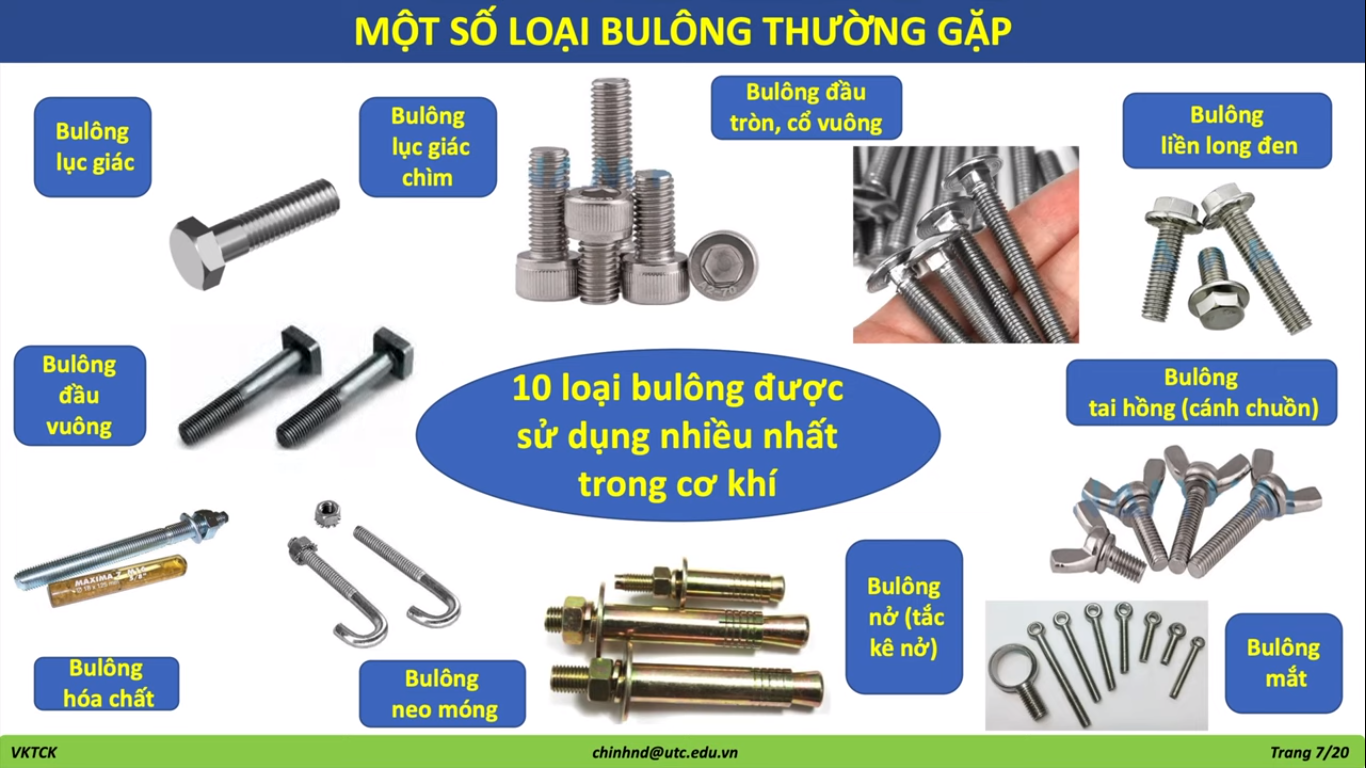 MỘT SỐ LOẠI BULÔNG THƯỜNG GẶP
Bulông
lục giác
Bulông
lục giác
chìm
Bulông đầu
tròn, cổ vuông
Bulông
liền long đen
A2-70
Bulông
đầu
vuông
10 loại bulông được
sử dụng nhiều nhất
trong cơ khí
Bulông
tai hồng (cánh chuồn)
MAXIMA
Bulông
hóa chất
Bulông
neo móng
Bulông
nở (tắc
kê nở)
Bulông
mắt
VKTCK
chinhnd@utc.edu.vn
Trang 7/20